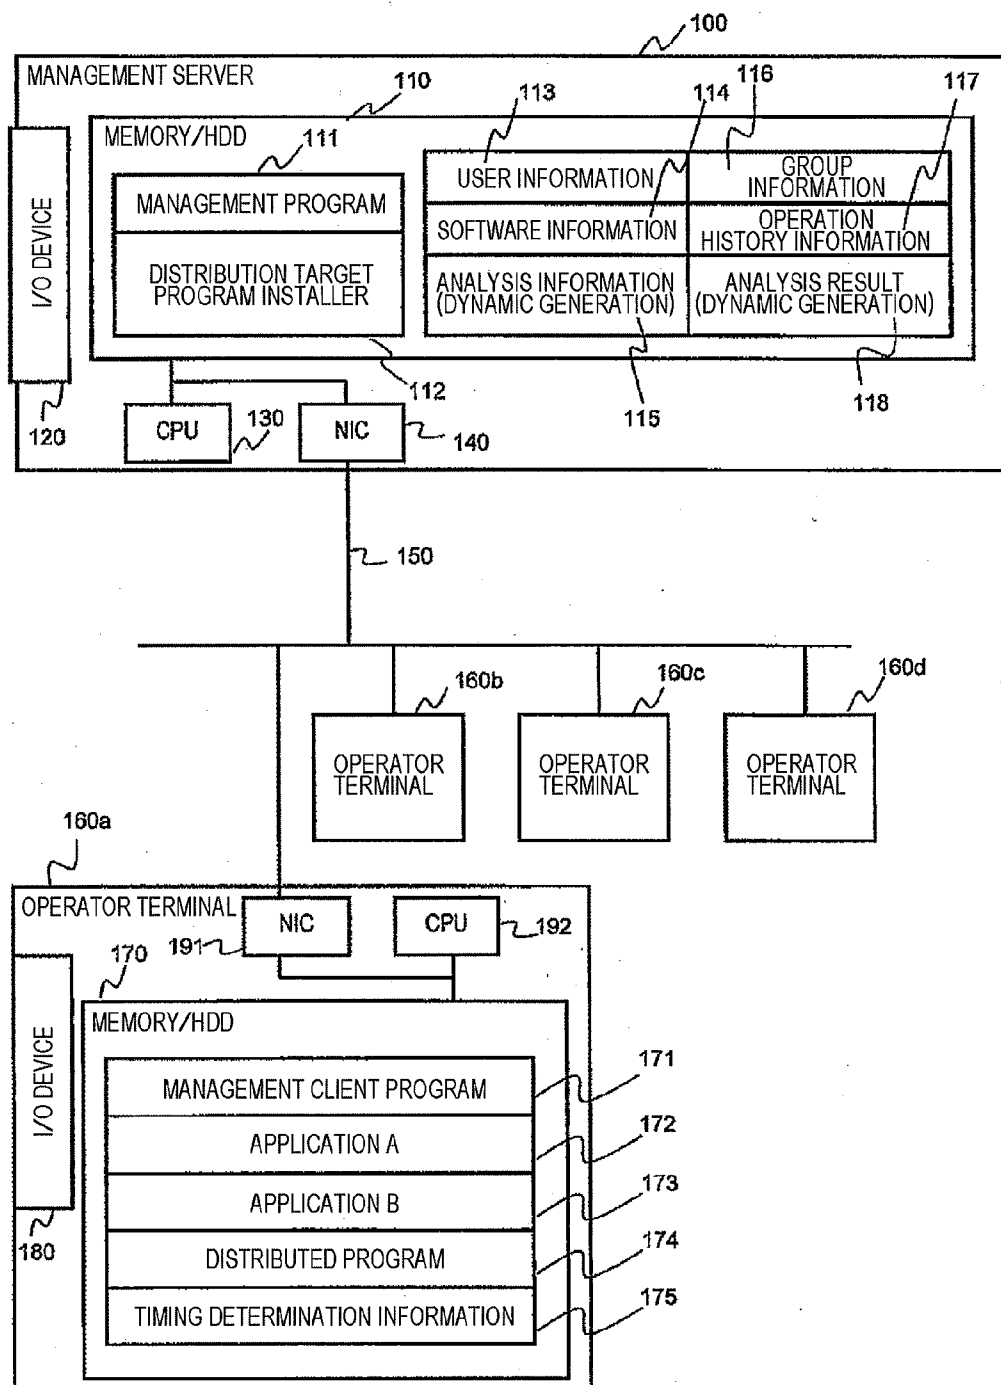 100
MANAGEMENT SERVER
110
113
114
116
117
MEMORY/HDD
111
I/O DEVICE
MANAGEMENT PROGRAM
DISTRIBUTION TARGET
PROGRAM INSTALLER
USER INFORMATION
GROUP
INFORMATION
SOFTWARE INFORMATION
OPERATION
HISTORY INFORMATION
ANALYSIS INFORMATION
(DYNAMIC GENERATION)
ANALYSIS RESULT
(DYNAMIC GENERATION)
112
115
118
120
CPU
130
NIC
140
150
160b
160c
160d
OPERATOR
TERMINAL
OPERATOR
TERMINAL
OPERATOR
TERMINAL
160a
OPERATOR TERMINAL
NIC
191
CPU
192
170
I/O DEVICE
MEMORY/HDD
MANAGEMENT CLIENT PROGRAM
171
APPLICATION A
172
APPLICATION B
173
DISTRIBUTED PROGRAM
174
TIMING DETERMINATION INFORMATION
175
180